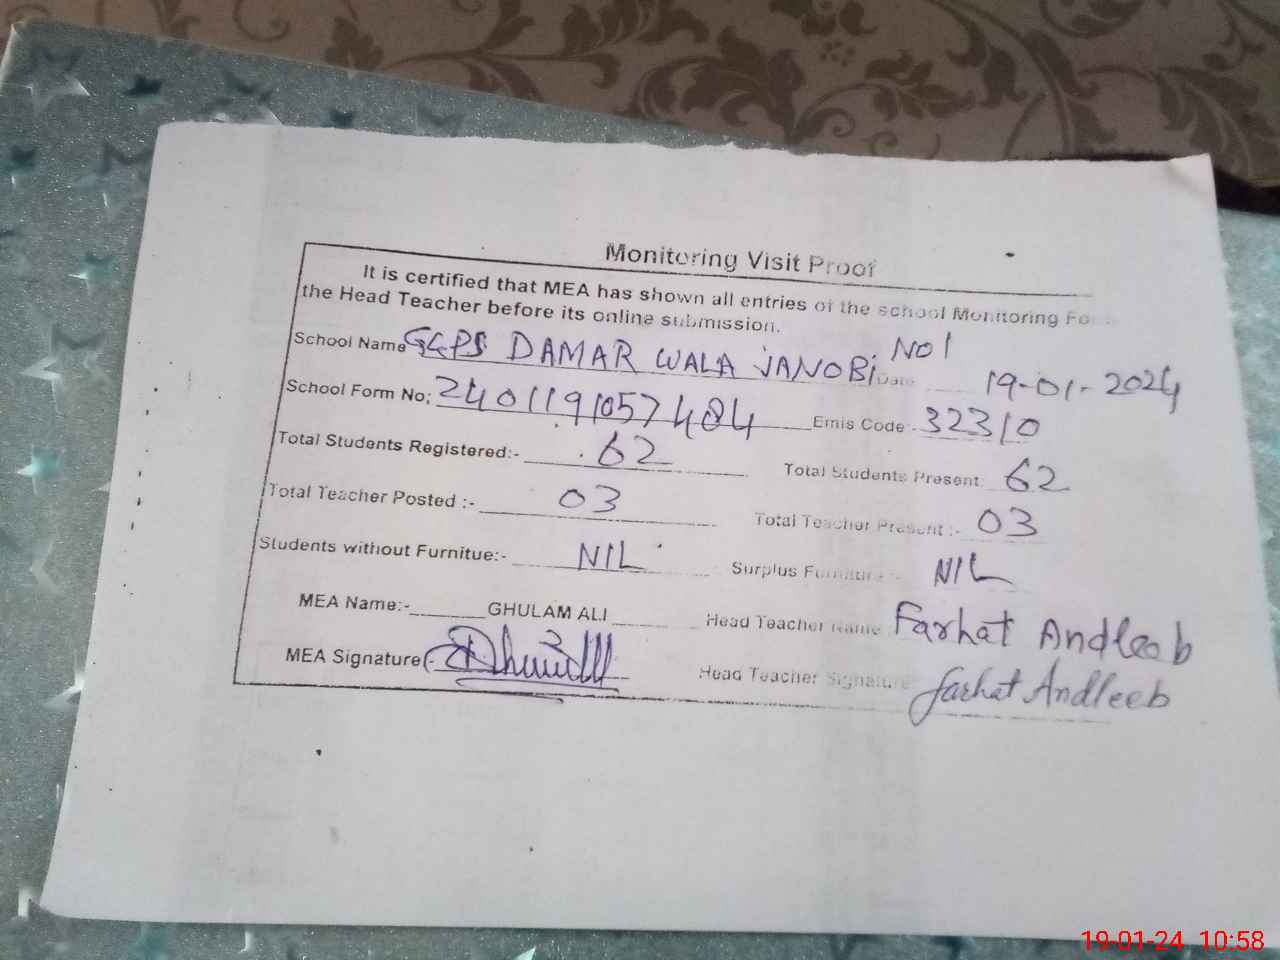 Monitoring Visit Proof
It is certified that MEA has shown all entries of the school Monitoring
the Head Teacher before its online submission.
School Name GGPS DAMAR WALA JANOBI NO1 Date 19-01-2024
School Form No; 2401191057484 Emis Code:- 32310
Total Students Registered:- 62 Total Students Present: 62
Total Teacher Posted :- 03 Total Teacher Present :- 03
Students without Furnitue:- NIL Surplus Furniture :- NIL
MEA Name:- GHULAM ALI Head Teacher Name Farhat Andleeb
MEA Signature:- Head Teacher Signature Farhat Andleeb
19-01-24 10:58